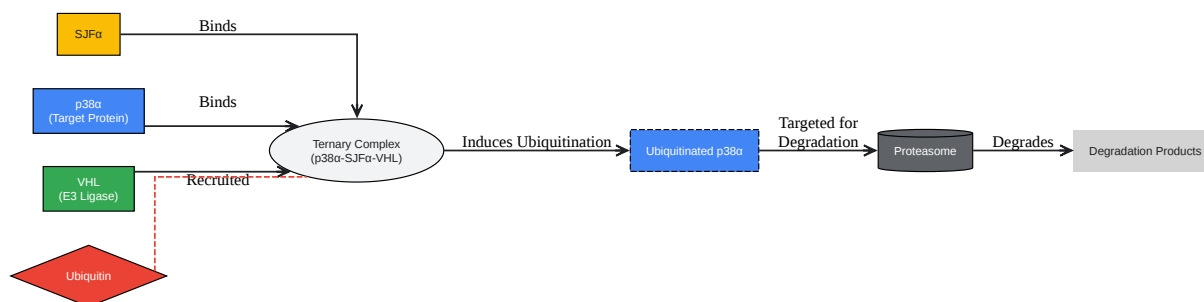 SJFα
Binds
p38α
(Target Protein)
Binds
VHL
(E3 Ligase)
Recruited
Ubiquitin
Ternary Complex
(p38α-SJFα-VHL)
Induces Ubiquitination
Ubiquitinated p38α
Targeted for
Degradation
Proteasome
Degrades
Degradation Products